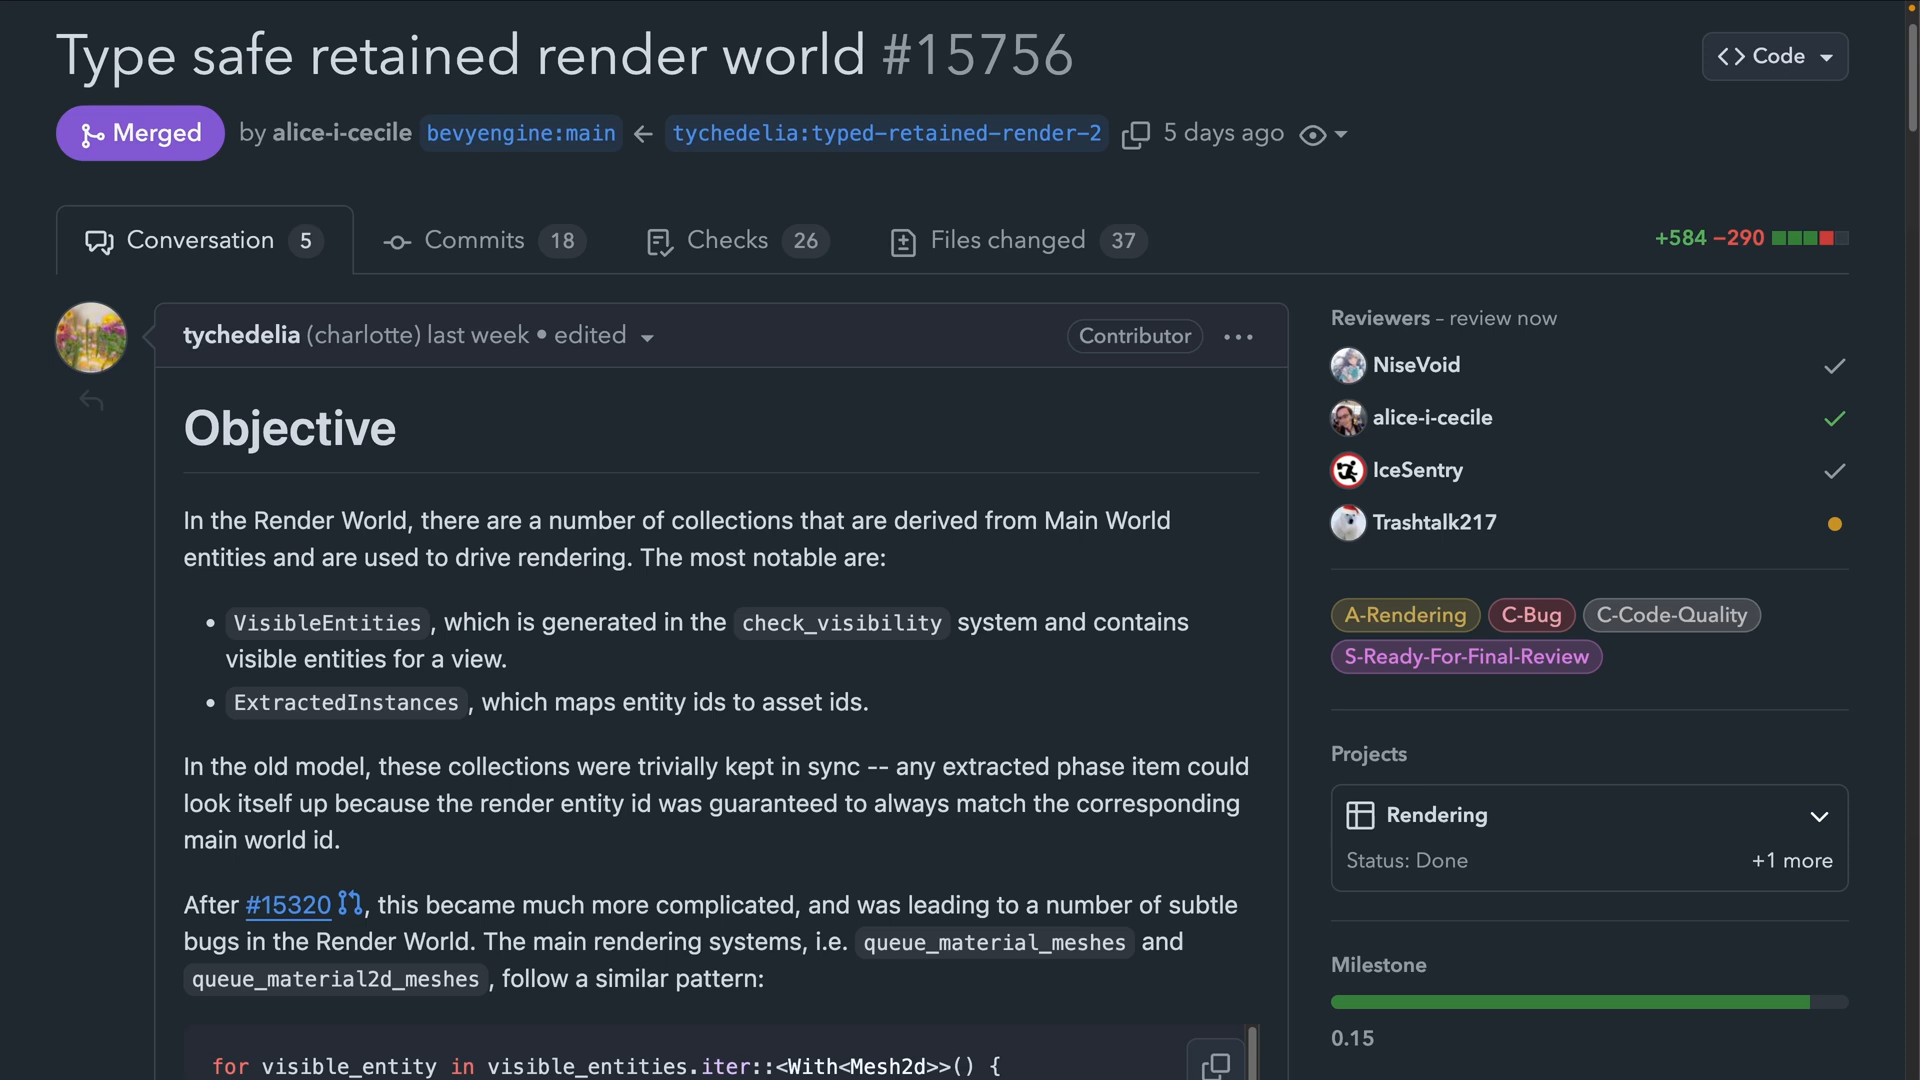 Type safe retained render world #15756
<> Code
Merged by alice-i-cecile bevyengine:main ← tychedelia:typed-retained-render-2 5 days ago
Conversation 5 Commits 18 Checks 26 Files changed 37 +584 −290
tychedelia (charlotte) last week • edited Contributor ...
Objective
In the Render World, there are a number of collections that are derived from Main World
entities and are used to drive rendering. The most notable are:
• VisibleEntities, which is generated in the check_visibility system and contains
visible entities for a view.
• ExtractedInstances, which maps entity ids to asset ids.
In the old model, these collections were trivially kept in sync -- any extracted phase item could
look itself up because the render entity id was guaranteed to always match the corresponding
main world id.
After #15320, this became much more complicated, and was leading to a number of subtle
bugs in the Render World. The main rendering systems, i.e. queue_material_meshes and
queue_material2d_meshes, follow a similar pattern:
for visible_entity in visible_entities.iter::<With<Mesh2d>>() {
Reviewers – review now
NiseVoid
alice-i-cecile
IceSentry
Trashtalk217
A-Rendering C-Bug C-Code-Quality
S-Ready-For-Final-Review
Projects
Rendering
Status: Done +1 more
Milestone
0.15